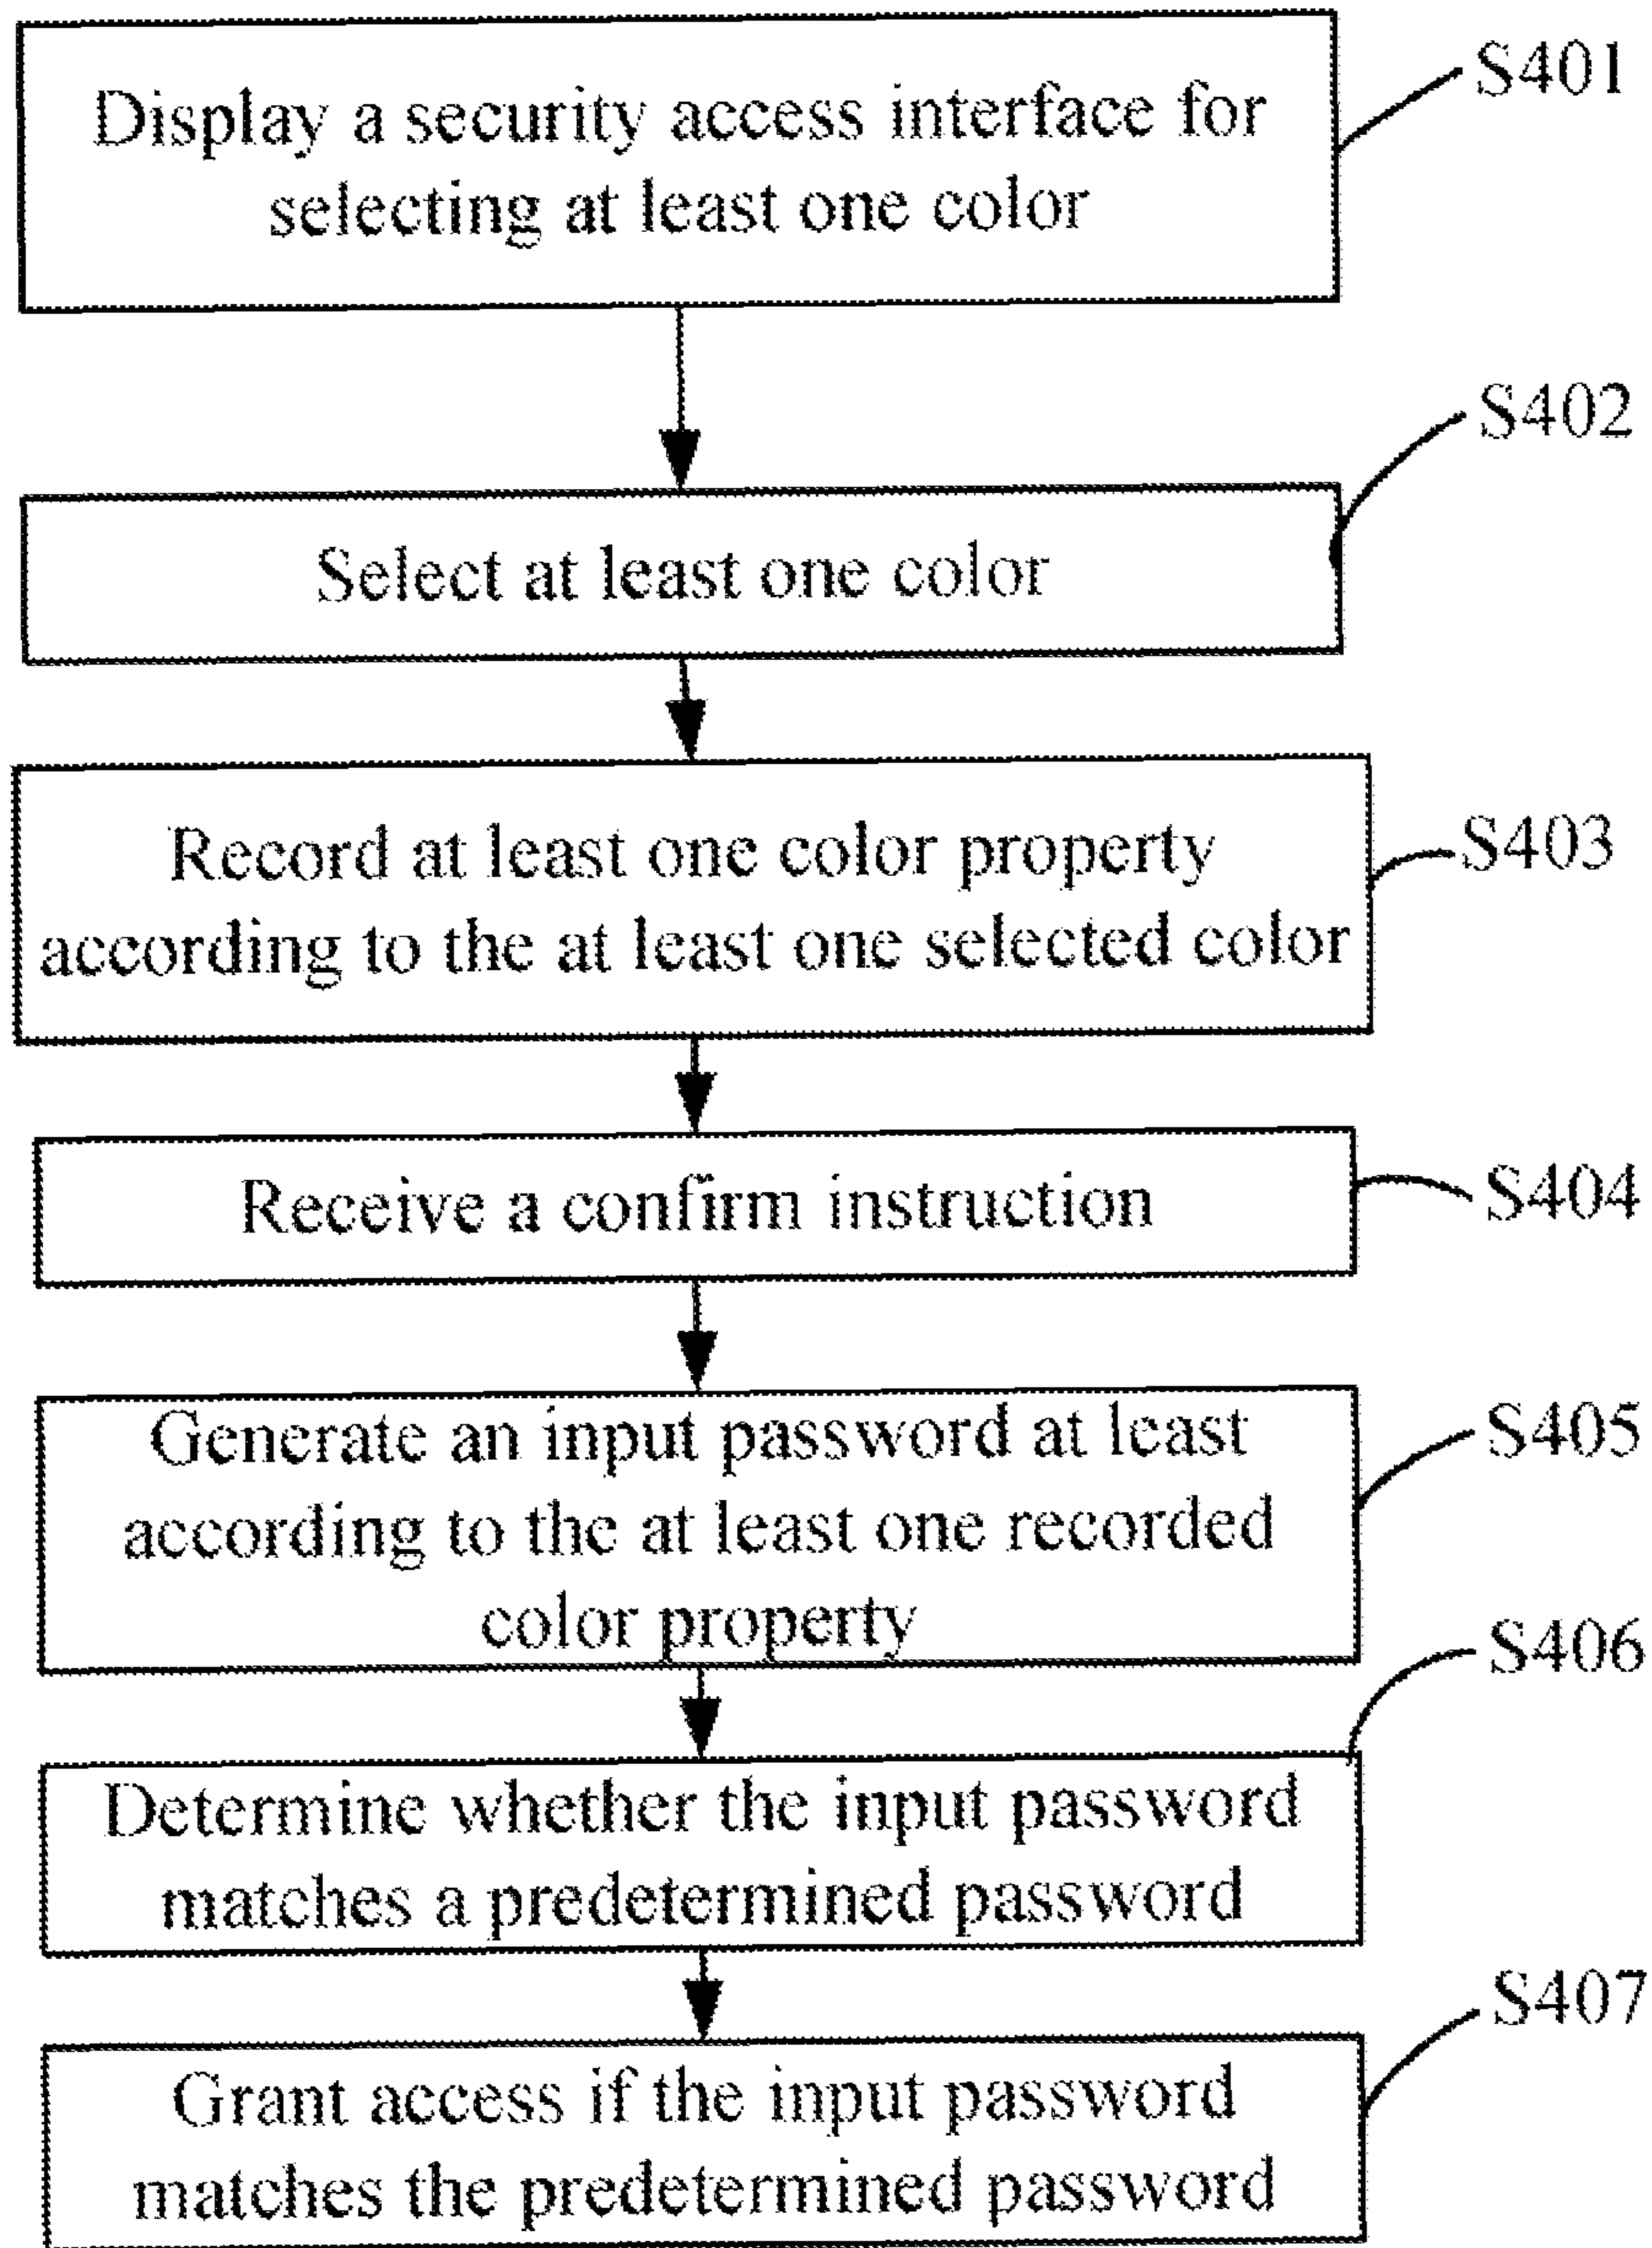 Display a security access interface for
selecting at least one color
S401
Select at least one color
S402
Record at least one color property
according to the at least one selected color
S403
Receive a confirm instruction
S404
Generate an input password at least
according to the at least one recorded
color property
S405
Determine whether the input password
matches a predetermined password
S406
Grant access if the input password
matches the predetermined password
S407